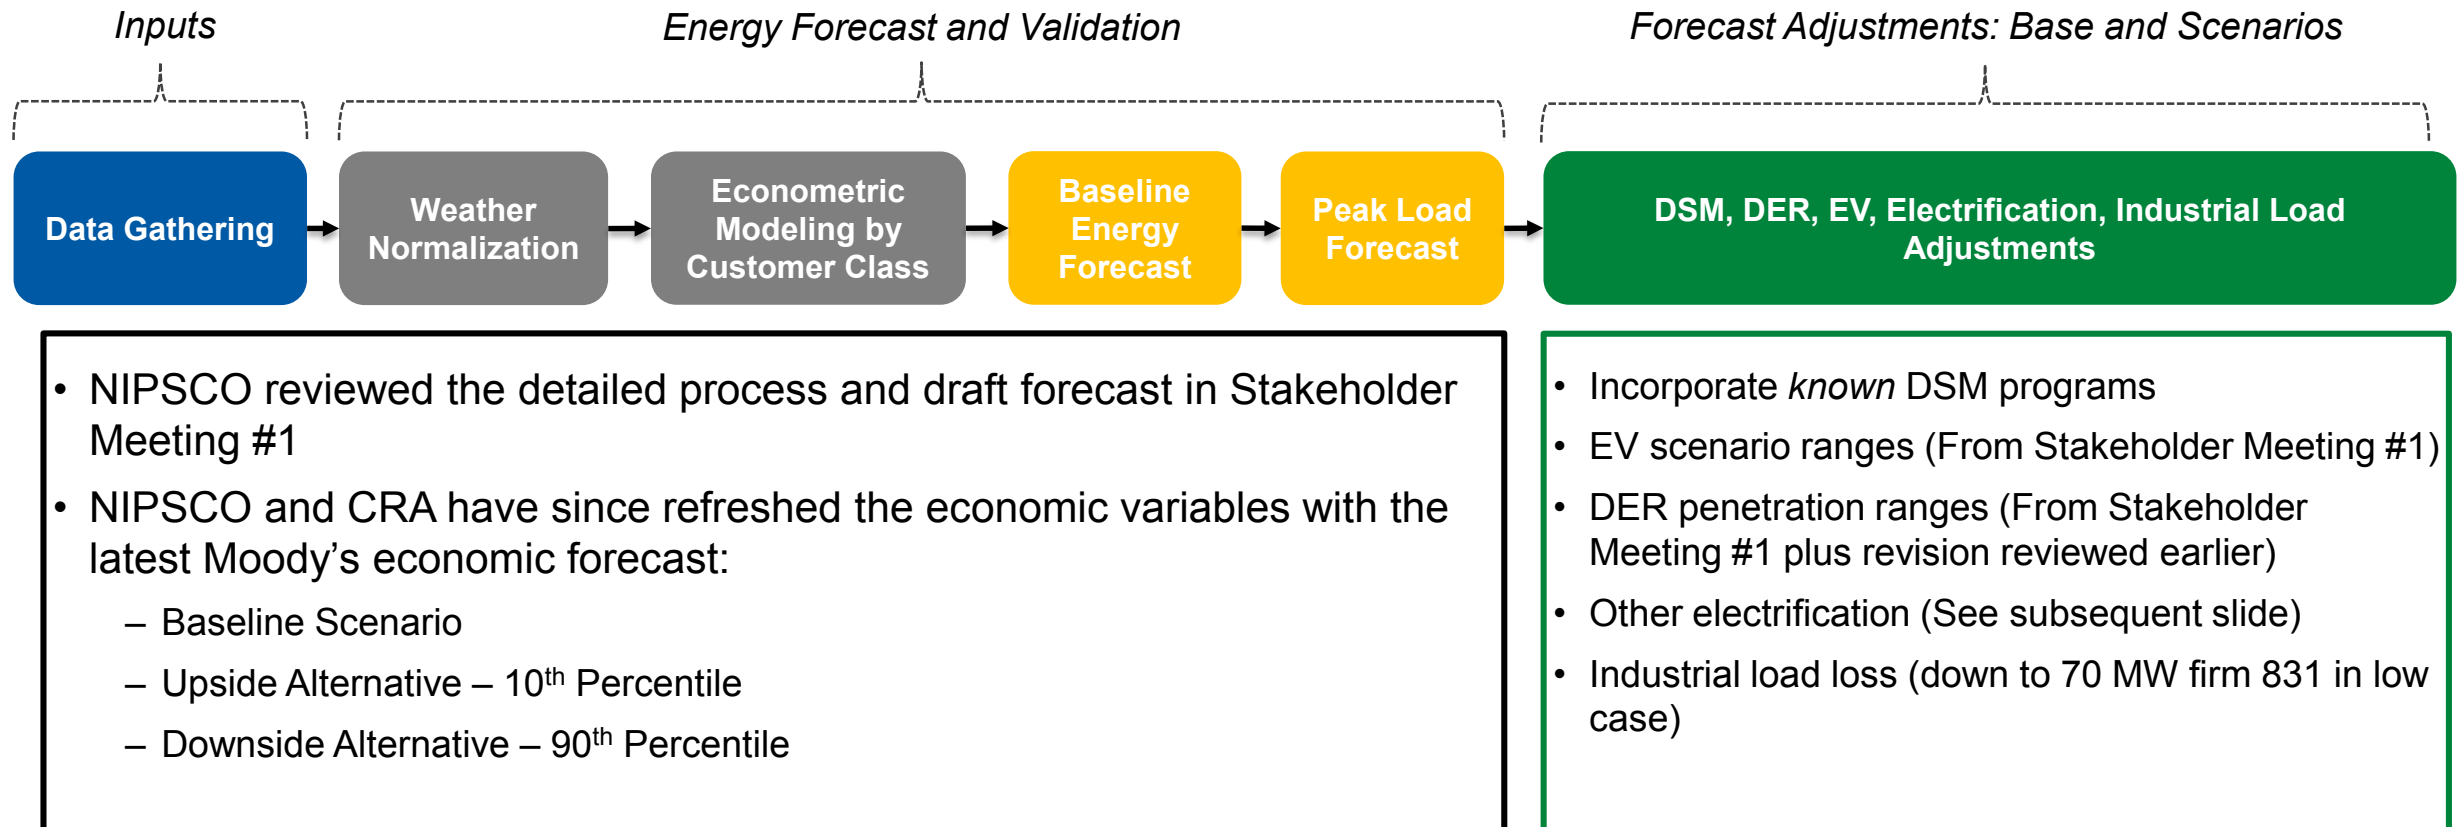 Inputs
Energy Forecast and Validation
Forecast Adjustments: Base and Scenarios
Data Gathering
Weather
Normalization
Econometric
Modeling by
Customer Class
Baseline
Energy
Forecast
Peak Load
Forecast
DSM, DER, EV, Electrification, Industrial Load
Adjustments
• NIPSCO reviewed the detailed process and draft forecast in Stakeholder
Meeting #1
• NIPSCO and CRA have since refreshed the economic variables with the
latest Moody’s economic forecast:
– Baseline Scenario
– Upside Alternative – 10th Percentile
– Downside Alternative – 90th Percentile
• Incorporate known DSM programs
• EV scenario ranges (From Stakeholder Meeting #1)
• DER penetration ranges (From Stakeholder
Meeting #1 plus revision reviewed earlier)
• Other electrification (See subsequent slide)
• Industrial load loss (down to 70 MW firm 831 in low
case)